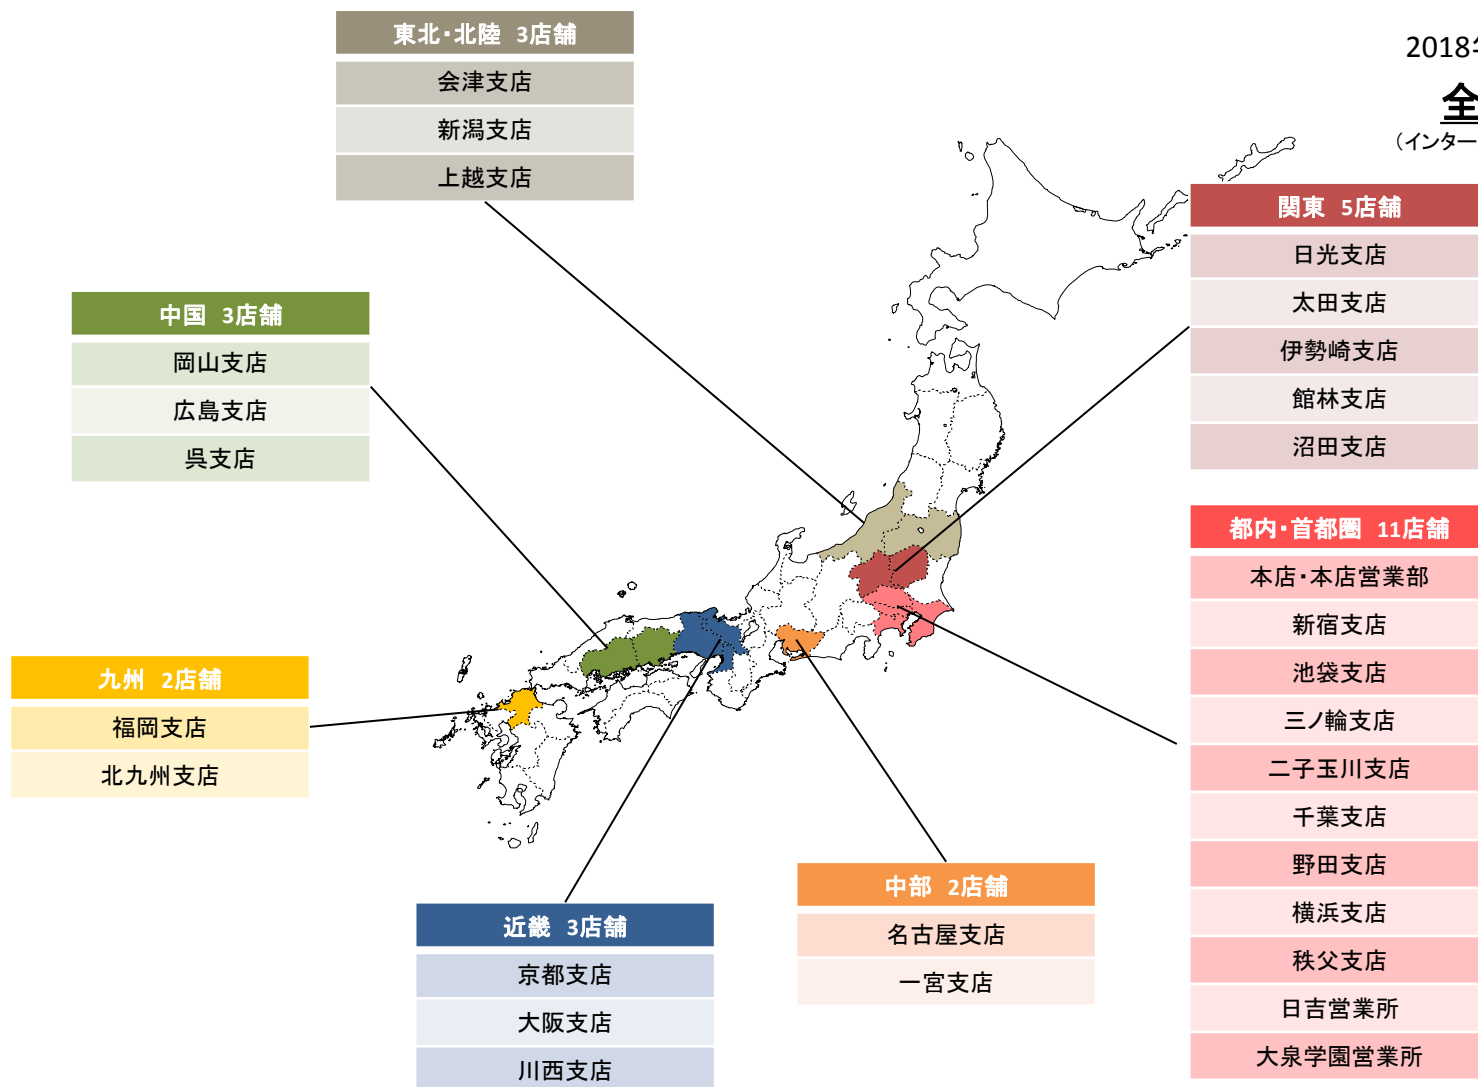 東北・北陸 3店舗
会津支店
新潟支店
上越支店
2018
全
（インター
関東 5店舗
日光支店
太田支店
伊勢崎支店
館林支店
沼田支店
中国 3店舗
岡山支店
広島支店
呉支店
都内・首都圏 11店舗
本店・本店営業部
新宿支店
池袋支店
三ノ輪支店
二子玉川支店
千葉支店
野田支店
横浜支店
秩父支店
日吉営業所
大泉学園営業所
九州 2店舗
福岡支店
北九州支店
中部 2店舗
名古屋支店
一宮支店
近畿 3店舗
京都支店
大阪支店
川西支店